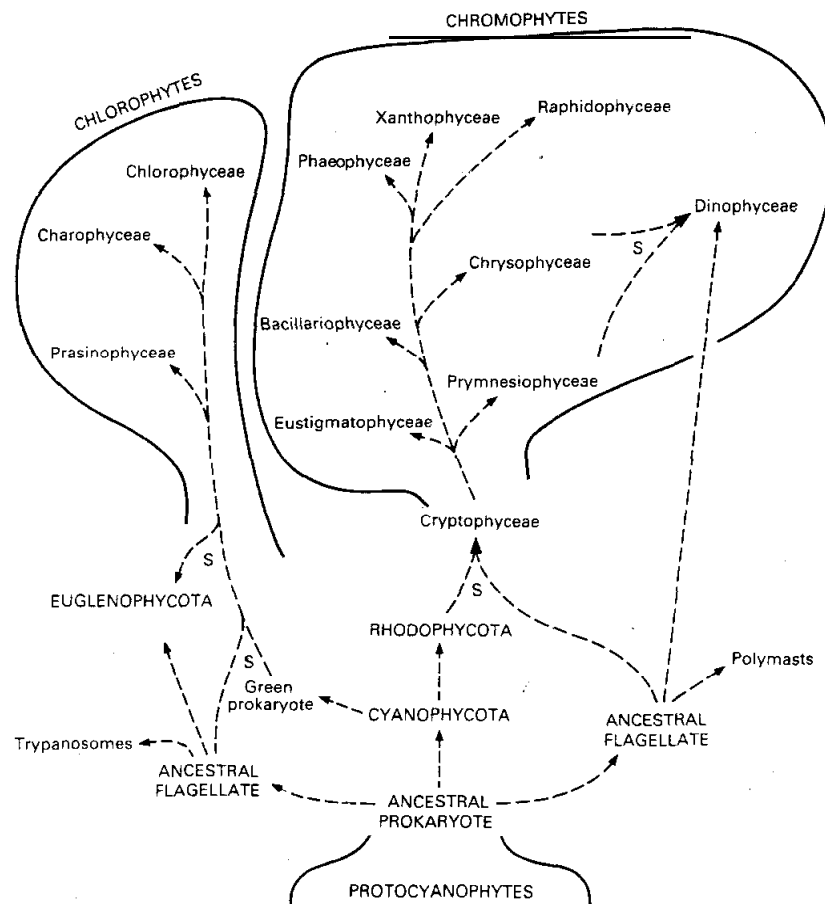 CHROMOPHYTES
CHLOROPHYTES
Xanthophyceae
Raphidophyceae
Phaeophyceae
Chlorophyceae
Dinophyceae
Charophyceae
S
Chrysophyceae
Bacillariophyceae
Prasinophyceae
Prymnesiophyceae
Eustigmatophyceae
Cryptophyceae
S
S
EUGLENOPHYCOTA
RHODOPHYCOTA
S
Polymasts
Green
prokaryote
CYANOPHYCOTA
ANCESTRAL
FLAGELLATE
Trypanosomes
ANCESTRAL
FLAGELLATE
ANCESTRAL
PROKARYOTE
PROTOCYANOPHYTES